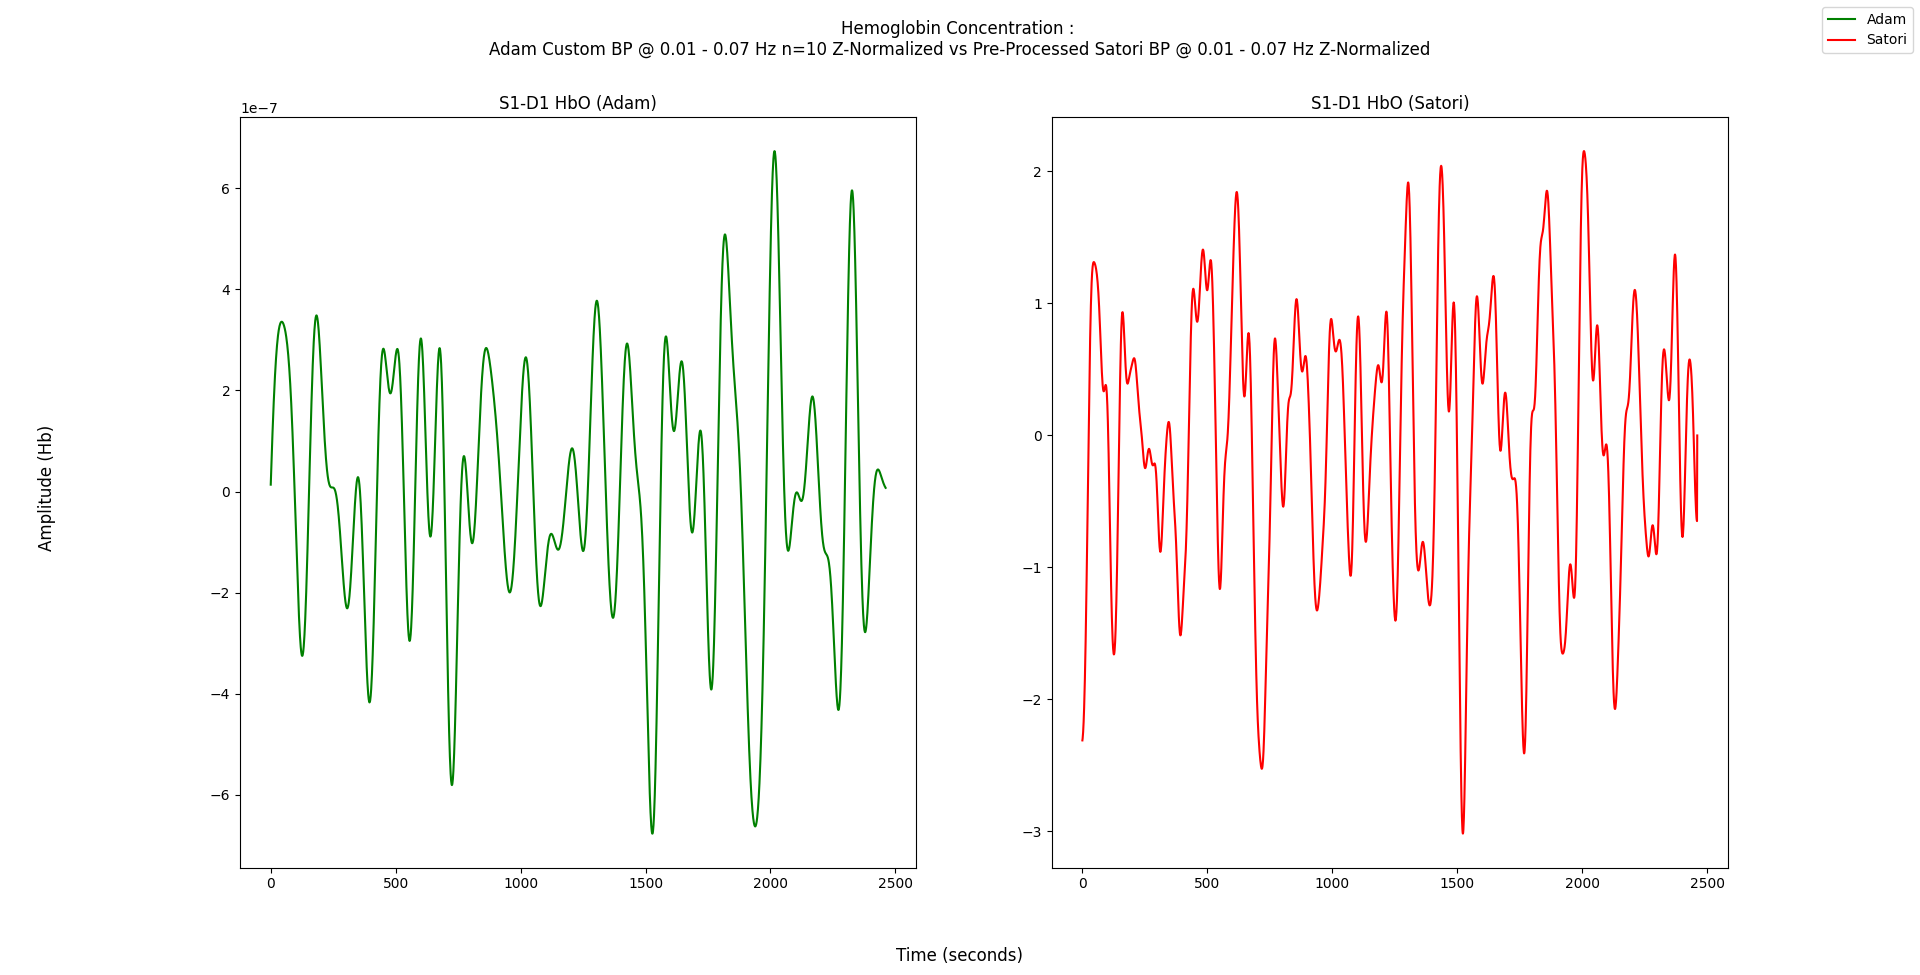 Hemoglobin Concentration :
Adam Custom BP @ 0.01 - 0.07 Hz n=10 Z-Normalized vs Pre-Processed Satori BP @ 0.01 - 0.07 Hz Z-Normalized
Adam
Satori
S1-D1 HbO (Adam)
1e−7
6
4
2
0
−2
−4
−6
0 500 1000 1500 2000 2500
S1-D1 HbO (Satori)
2
1
0
−1
−2
−3
0 500 1000 1500 2000 2500
Amplitude (Hb)
Time (seconds)